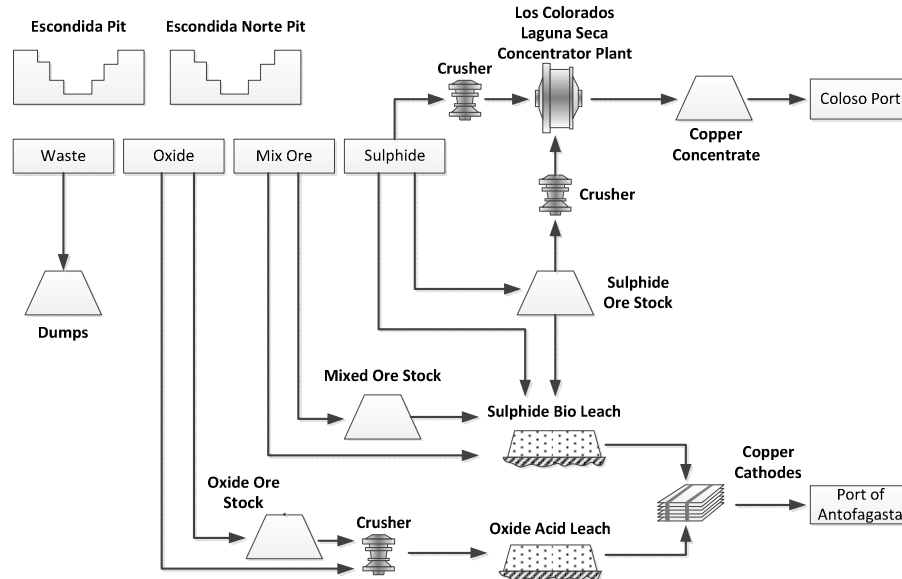 Escondida Pit
Escondida Norte Pit
Los Colorados
Laguna Seca
Concentrator Plant
Crusher
Coloso Port
Copper
Concentrate
Waste
Oxide
Mix Ore
Sulphide
Crusher
Sulphide
Ore Stock
Dumps
Mixed Ore Stock
Sulphide Bio Leach
Copper
Cathodes
Oxide Ore
Stock
Crusher
Oxide Acid Leach
Port of
Antofagasta